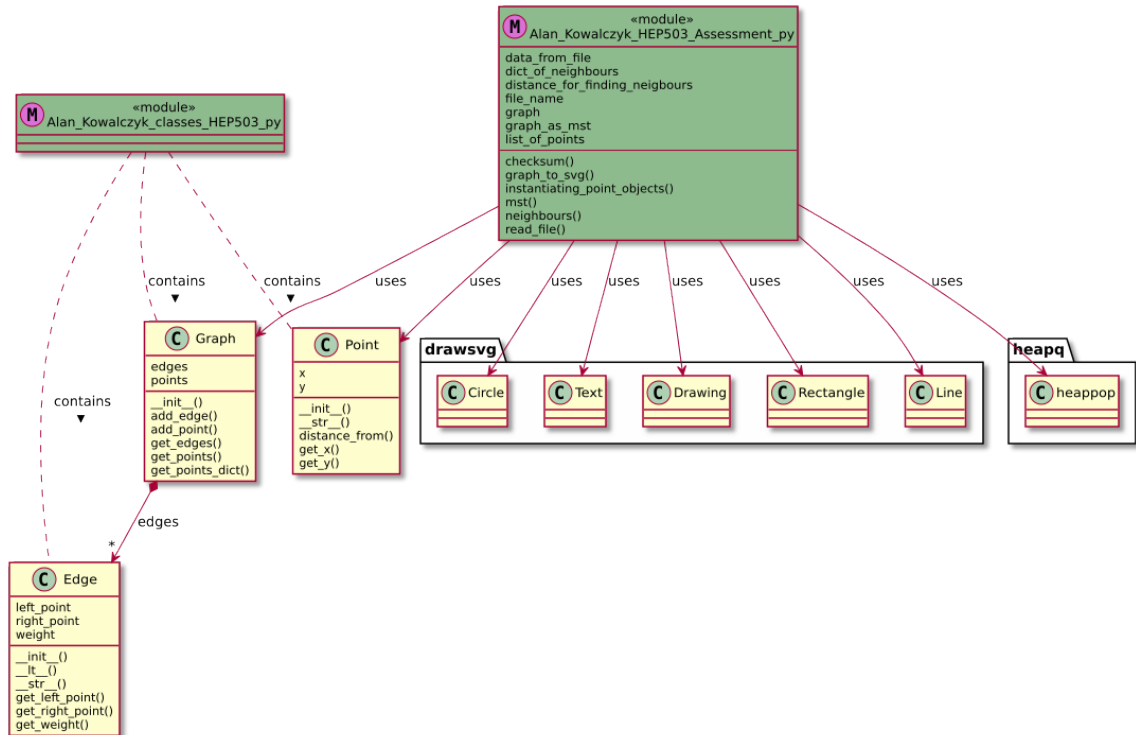 M
«module»
Alan_Kowalczyk_HEP503_Assessment_py
data_from_file
dict_of_neighbours
distance_for_finding_neigbours
file_name
graph
graph_as_mst
list_of_points
checksum()
graph_to_svg()
instantiating_point_objects()
mst()
neighbours()
read_file()
M
«module»
Alan_Kowalczyk_classes_HEP503_py
contains
contains
uses
uses
uses
uses
uses
uses
uses
uses
C Graph
edges
points
__init__()
add_edge()
add_point()
get_edges()
get_points()
get_points_dict()
C Point
x
y
__init__()
__str__()
distance_from()
get_x()
get_y()
drawsvg
C Circle
C Text
C Drawing
C Rectangle
C Line
heapq
C heappop
contains
edges
*
C Edge
left_point
right_point
weight
__init__()
__lt__()
__str__()
get_left_point()
get_right_point()
get_weight()